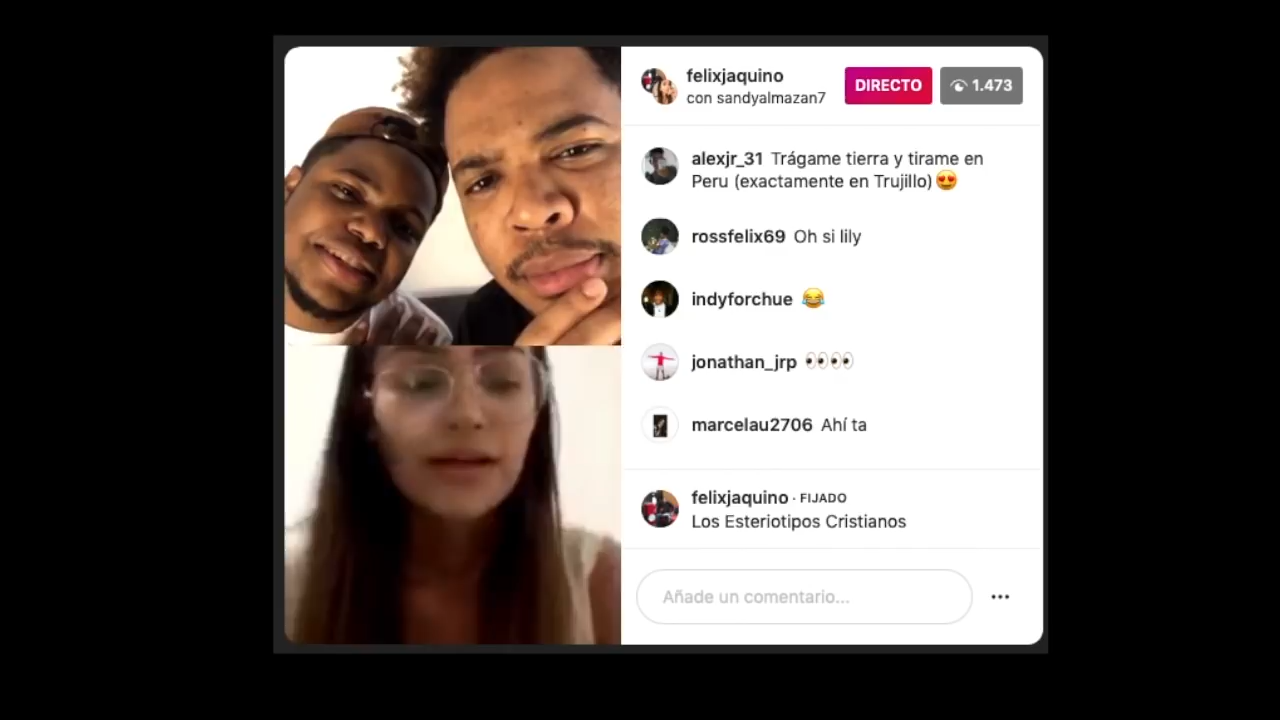 felixjaquino
con sandyalmazan7
DIRECTO
1.473
alexjr_31 Trágame tierra y tirame en
Peru (exactamente en Trujillo)😍
rossfelix69 Oh si lily
indyforchue 😂
jonathan_jrp 👀👀
marcelau2706 Ahí ta
felixjaquino · FIJADO
Los Esteriotipos Cristianos
Añade un comentario...